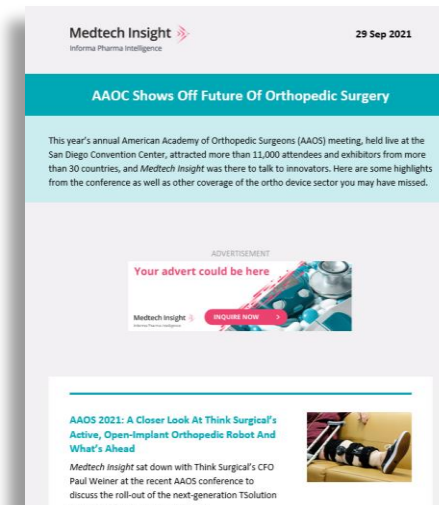 Medtech Insight
Informa Pharma Intelligence
29 Sep 2021
AAOC Shows Off Future Of Orthopedic Surgery
This year's annual American Academy of Orthopedic Surgeons (AAOS) meeting, held live at the
San Diego Convention Center, attracted more than 11,000 attendees and exhibitors from more
than 30 countries, and Medtech Insight was there to talk to innovators. Here are some highlights
from the conference as well as other coverage of the ortho device sector you may have missed.
ADVERTISEMENT
Your advert could be here
Medtech Insight
Informa Pharma Intelligence
INQUIRE NOW >
AAOS 2021: A Closer Look At Think Surgical's
Active, Open-Implant Orthopedic Robot And
What's Ahead
Medtech Insight sat down with Think Surgical's CFO
Paul Weiner at the recent AAOS conference to
discuss the roll-out of the next-generation TSolution